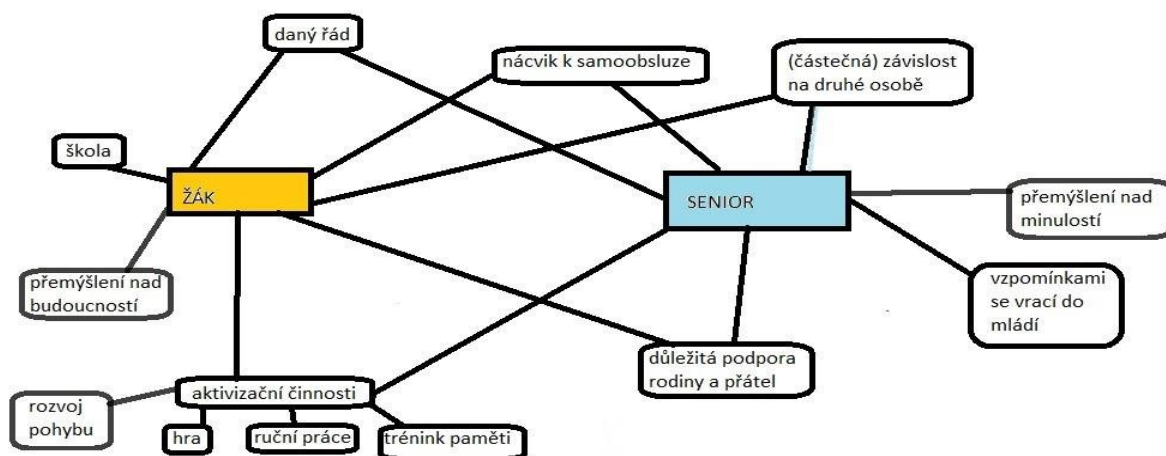 daný řád
nácvik k samoobsluze
(částečná) závislost
na druhé osobě
škola
ŽÁK
SENIOR
přemýšlení nad
minulostí
přemýšlení nad
budoucností
vzpomínkami
se vrací do
mládí
důležitá podpora
rodiny a přátel
aktivizační činnosti
rozvoj
pohybu
hra
ruční práce
trénink paměti